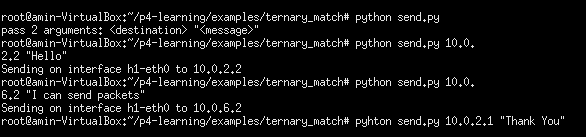 root@amin-VirtualBox:~/p4-learning/examples/ternary_match# python send.py
pass 2 arguments: <destination> "<message>"
root@amin-VirtualBox:~/p4-learning/examples/ternary_match# python send.py 10.0.
2.2 "Hello"
Sending on interface h1-eth0 to 10.0.2.2
root@amin-VirtualBox:~/p4-learning/examples/ternary_match# python send.py 10.0.
6.2 "I can send packets"
Sending on interface h1-eth0 to 10.0.6.2
root@amin-VirtualBox:~/p4-learning/examples/ternary_match# pyhton send.py 10.0.2.1 "Thank You"